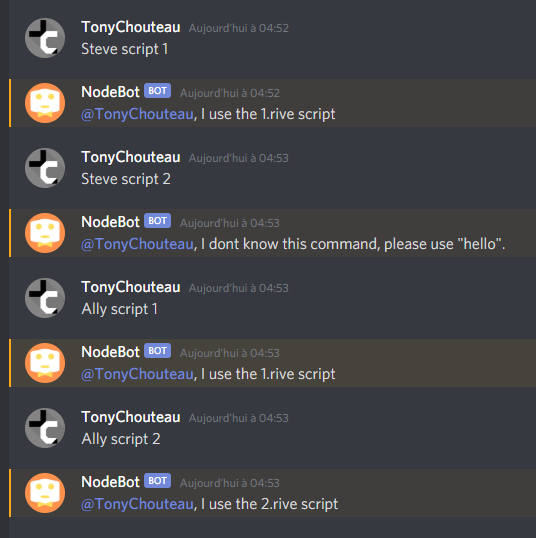 TonyChouteau Aujourd'hui à 04:52
Steve script 1
NodeBot BOT Aujourd'hui à 04:52
@TonyChouteau, I use the 1.rive script
TonyChouteau Aujourd'hui à 04:53
Steve script 2
NodeBot BOT Aujourd'hui à 04:53
@TonyChouteau, I dont know this command, please use "hello".
TonyChouteau Aujourd'hui à 04:53
Ally script 1
NodeBot BOT Aujourd'hui à 04:53
@TonyChouteau, I use the 1.rive script
TonyChouteau Aujourd'hui à 04:53
Ally script 2
NodeBot BOT Aujourd'hui à 04:53
@TonyChouteau, I use the 2.rive script